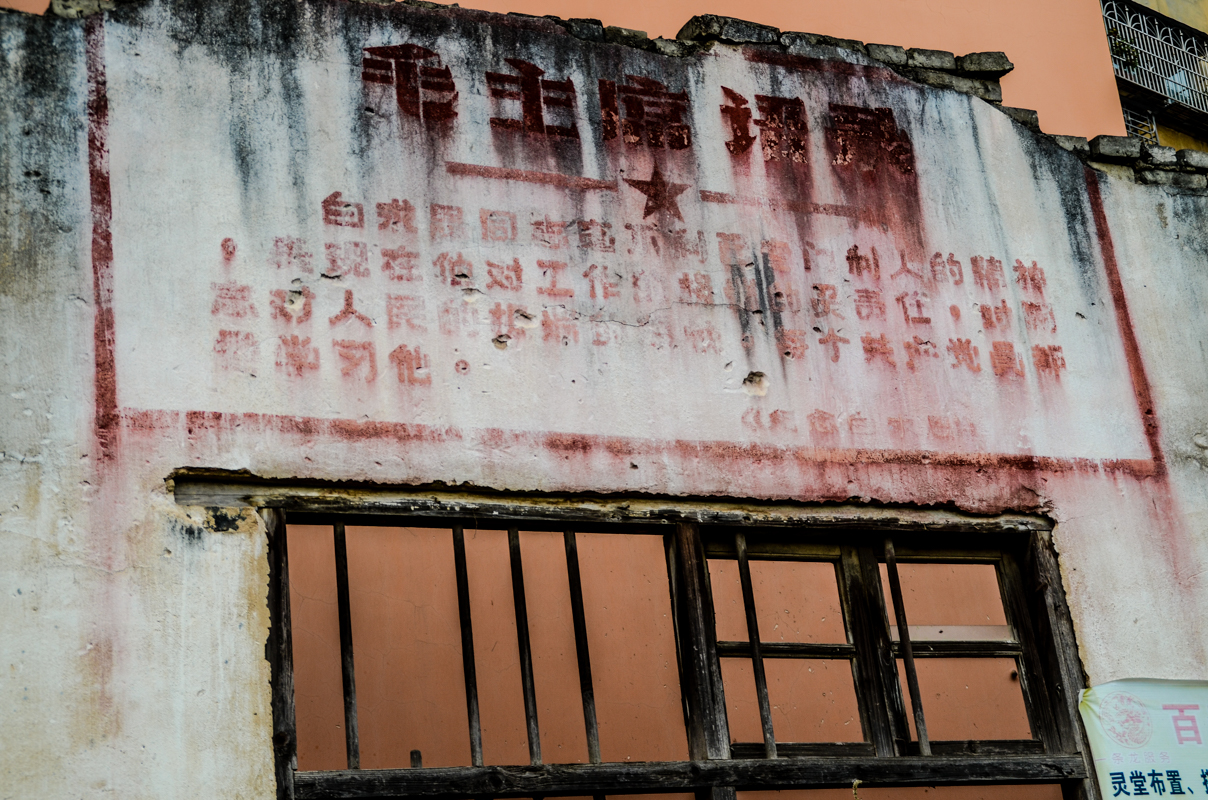 毛主席语录
白求恩同志毫不利己专门利人的精神
，表现在他对工作的极端的负责任，对同
志对人民的极端的热忱。每个共产党员都
要学习他。
《纪念白求恩》
百
灵堂布置、